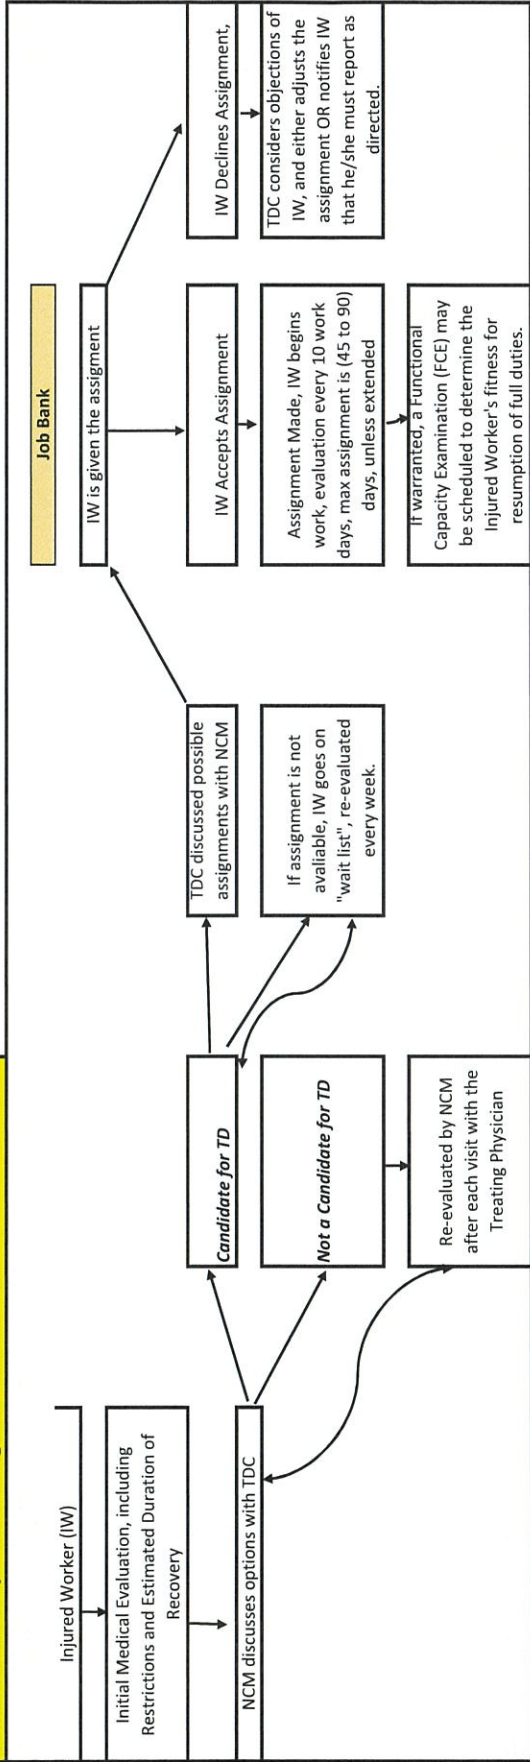 Injured Worker (IW)
Initial Medical Evaluation, including
Restrictions and Estimated Duration of
Recovery
NCM discusses options with TDC
Candidate for TD
Not a Candidate for TD
Re-evaluated by NCM
after each visit with the
Treating Physician
TDC discussed possible
assignments with NCM
If assignment is not
avaliable, IW goes on
"wait list", re-evaluated
every week.
Job Bank
IW is given the assigment
IW Accepts Assignment
Assignment Made, IW begins
work, evaluation every 10 work
days, max assignment is (45 to 90)
days, unless extended
If warranted, a Functional
Capacity Examination (FCE) may
be scheduled to determine the
Injured Worker's fitness for
resumption of full duties.
IW Declines Assignment,
TDC considers objections of
IW, and either adjusts the
assignment OR notifies IW
that he/she must report as
directed.